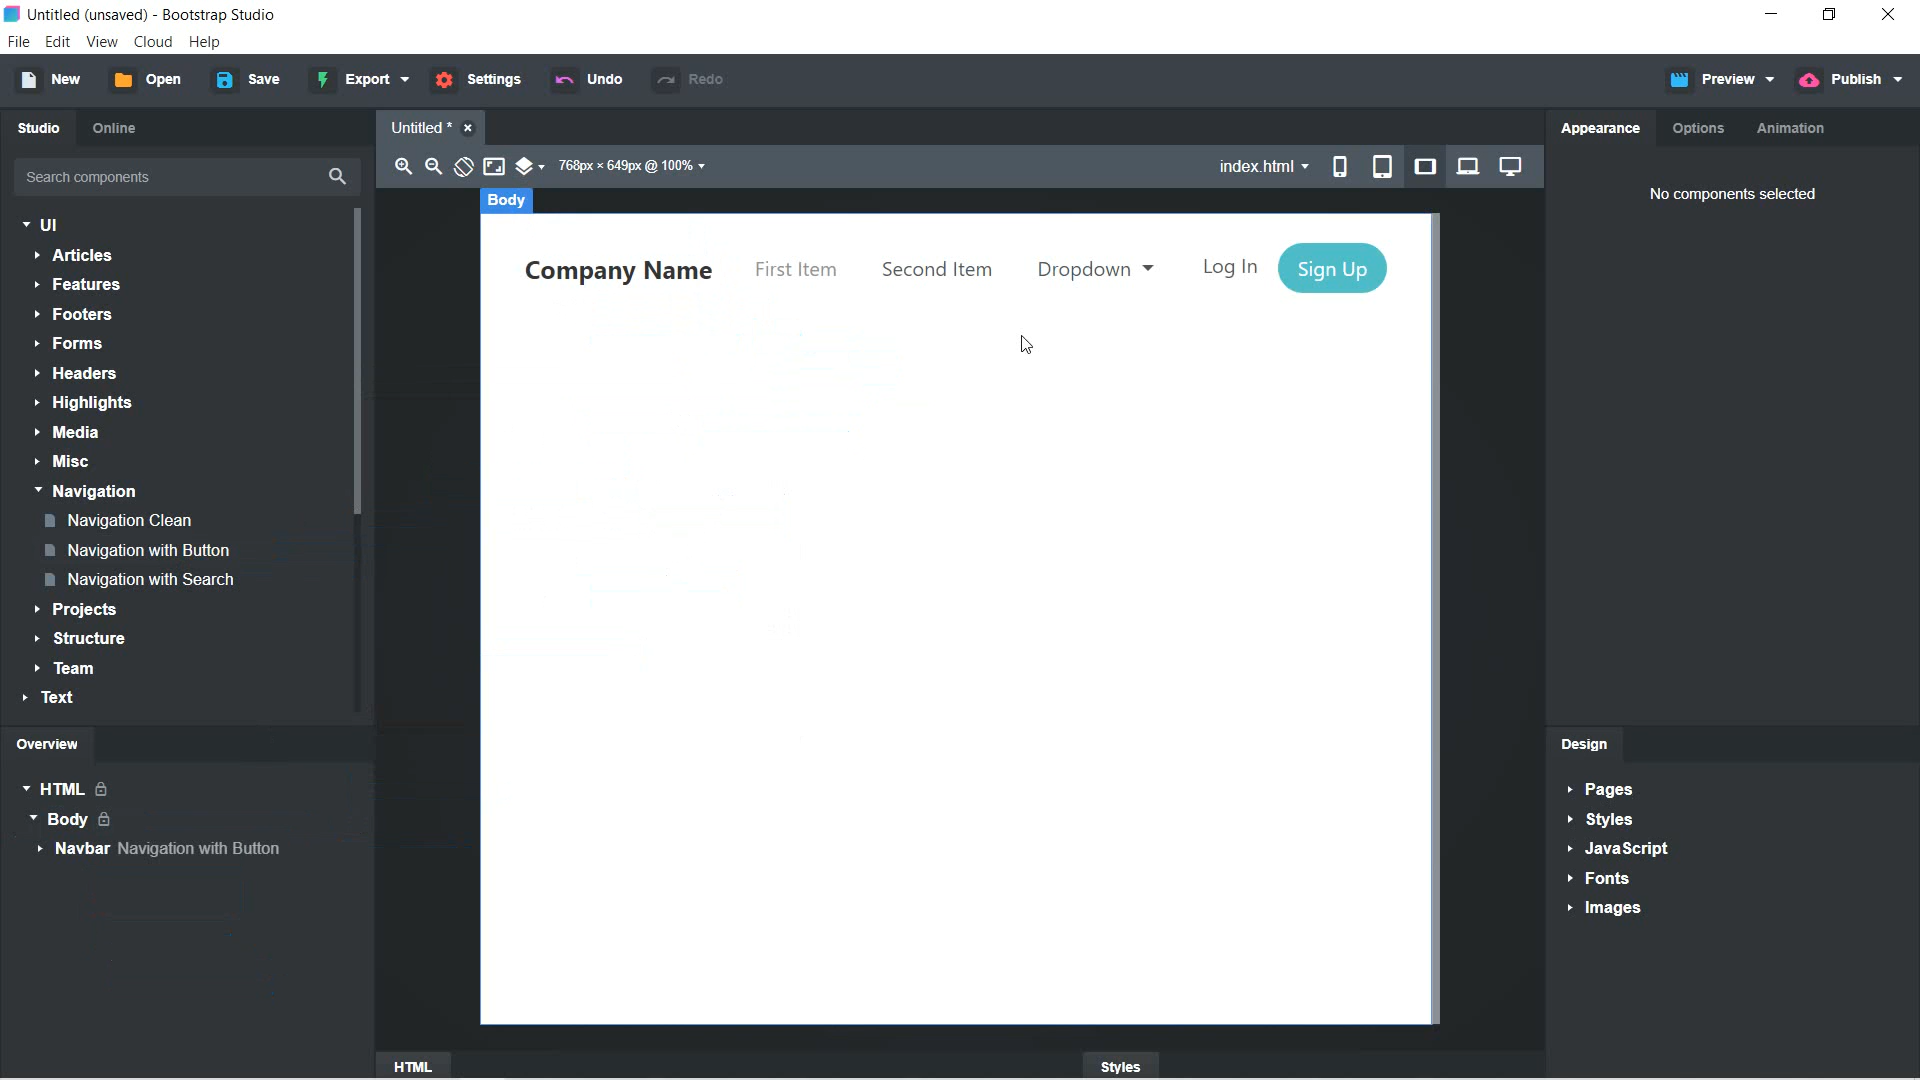 Untitled (unsaved) - Bootstrap Studio
File Edit View Cloud Help
New Open Save Export Settings Undo Redo Preview Publish
Studio Online
Untitled *
Appearance Options Animation
Search components
768px × 649px @ 100%
index.html
No components selected
Body
Company Name First Item Second Item Dropdown Log In Sign Up
UI
Articles
Features
Footers
Forms
Headers
Highlights
Media
Misc
Navigation
Navigation Clean
Navigation with Button
Navigation with Search
Projects
Structure
Team
Text
Overview
HTML
Body
Navbar Navigation with Button
Design
Pages
Styles
JavaScript
Fonts
Images
HTML
Styles